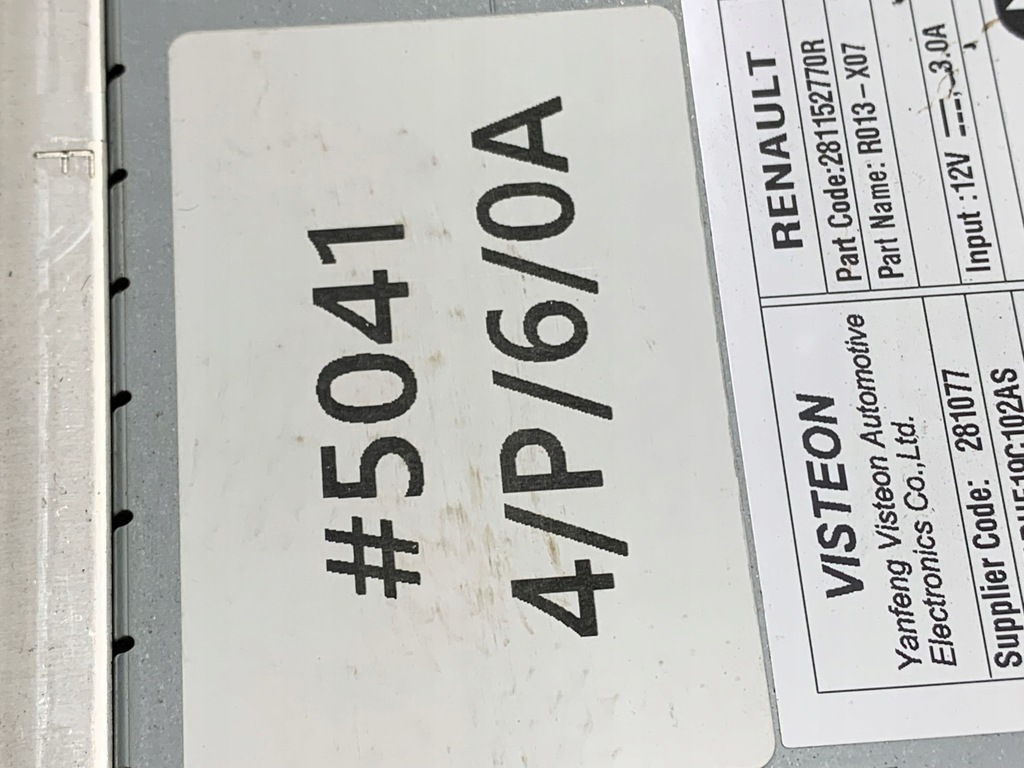 #5041
4/P/6/0A
VISTEON
Yanfeng Visteon Automotive
Electronics Co.,Ltd.
Supplier Code: 281077
RENAULT
Part Code:281152770R
Part Name: R013-X07
Input :12V 3.0A